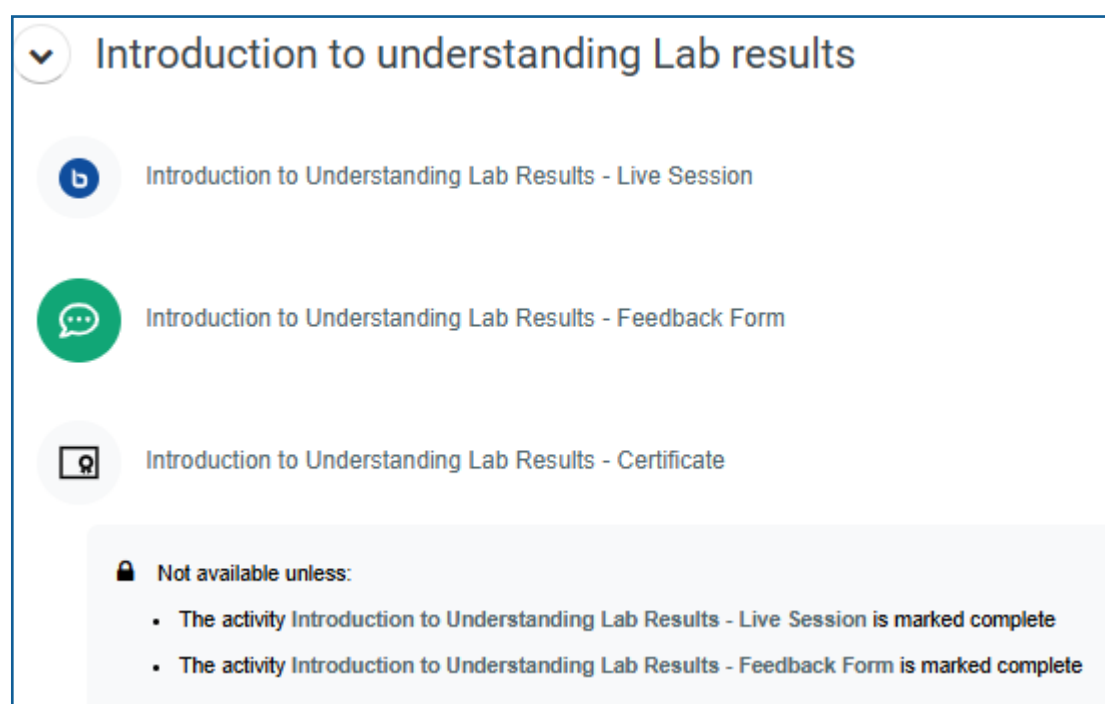 Introduction to understanding Lab results
Introduction to Understanding Lab Results - Live Session
Introduction to Understanding Lab Results - Feedback Form
Introduction to Understanding Lab Results - Certificate
Not available unless:
• The activity Introduction to Understanding Lab Results - Live Session is marked complete
• The activity Introduction to Understanding Lab Results - Feedback Form is marked complete